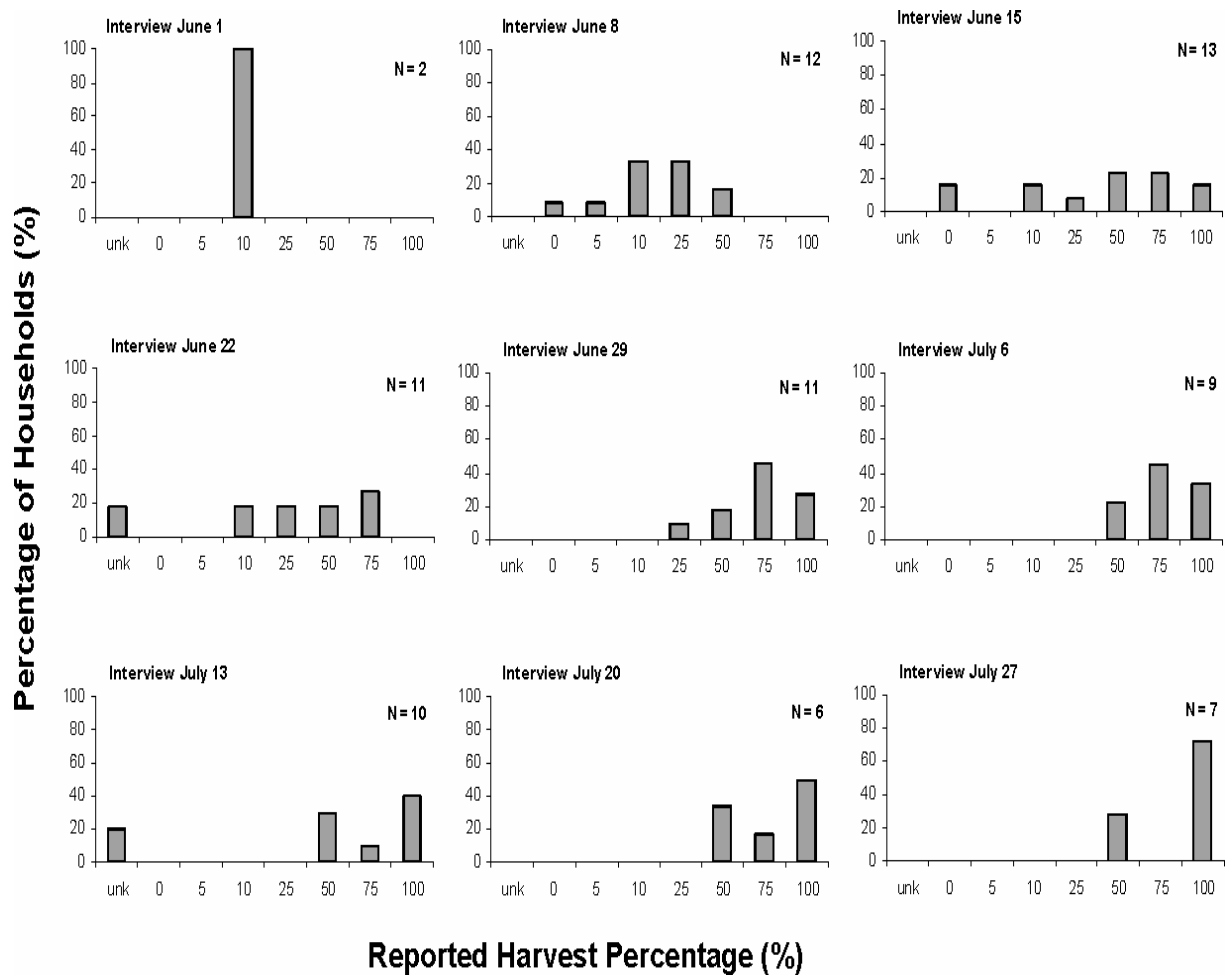 Percentage of Households (%)
Interview June 1
N = 2
100
80
60
40
20
0
unk 0 5 10 25 50 75 100
Interview June 8
N = 12
100
80
60
40
20
0
unk 0 5 10 25 50 75 100
Interview June 15
N = 13
100
80
60
40
20
0
unk 0 5 10 25 50 75 100
Interview June 22
N = 11
100
80
60
40
20
0
unk 0 5 10 25 50 75 100
Interview June 29
N = 11
100
80
60
40
20
0
unk 0 5 10 25 50 75 100
Interview July 6
N = 9
100
80
60
40
20
0
unk 0 5 10 25 50 75 100
Interview July 13
N = 10
100
80
60
40
20
0
unk 0 5 10 25 50 75 100
Interview July 20
N = 6
100
80
60
40
20
0
unk 0 5 10 25 50 75 100
Interview July 27
N = 7
100
80
60
40
20
0
unk 0 5 10 25 50 75 100
Reported Harvest Percentage (%)